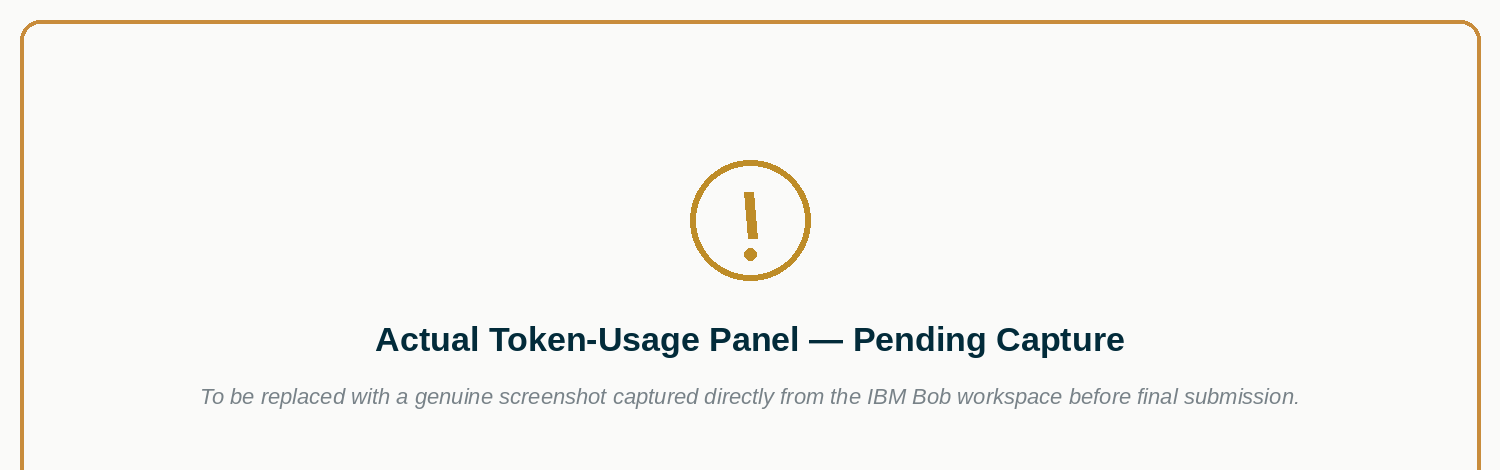 Actual Token-Usage Panel — Pending Capture
To be replaced with a genuine screenshot captured directly from the IBM Bob workspace before final submission.